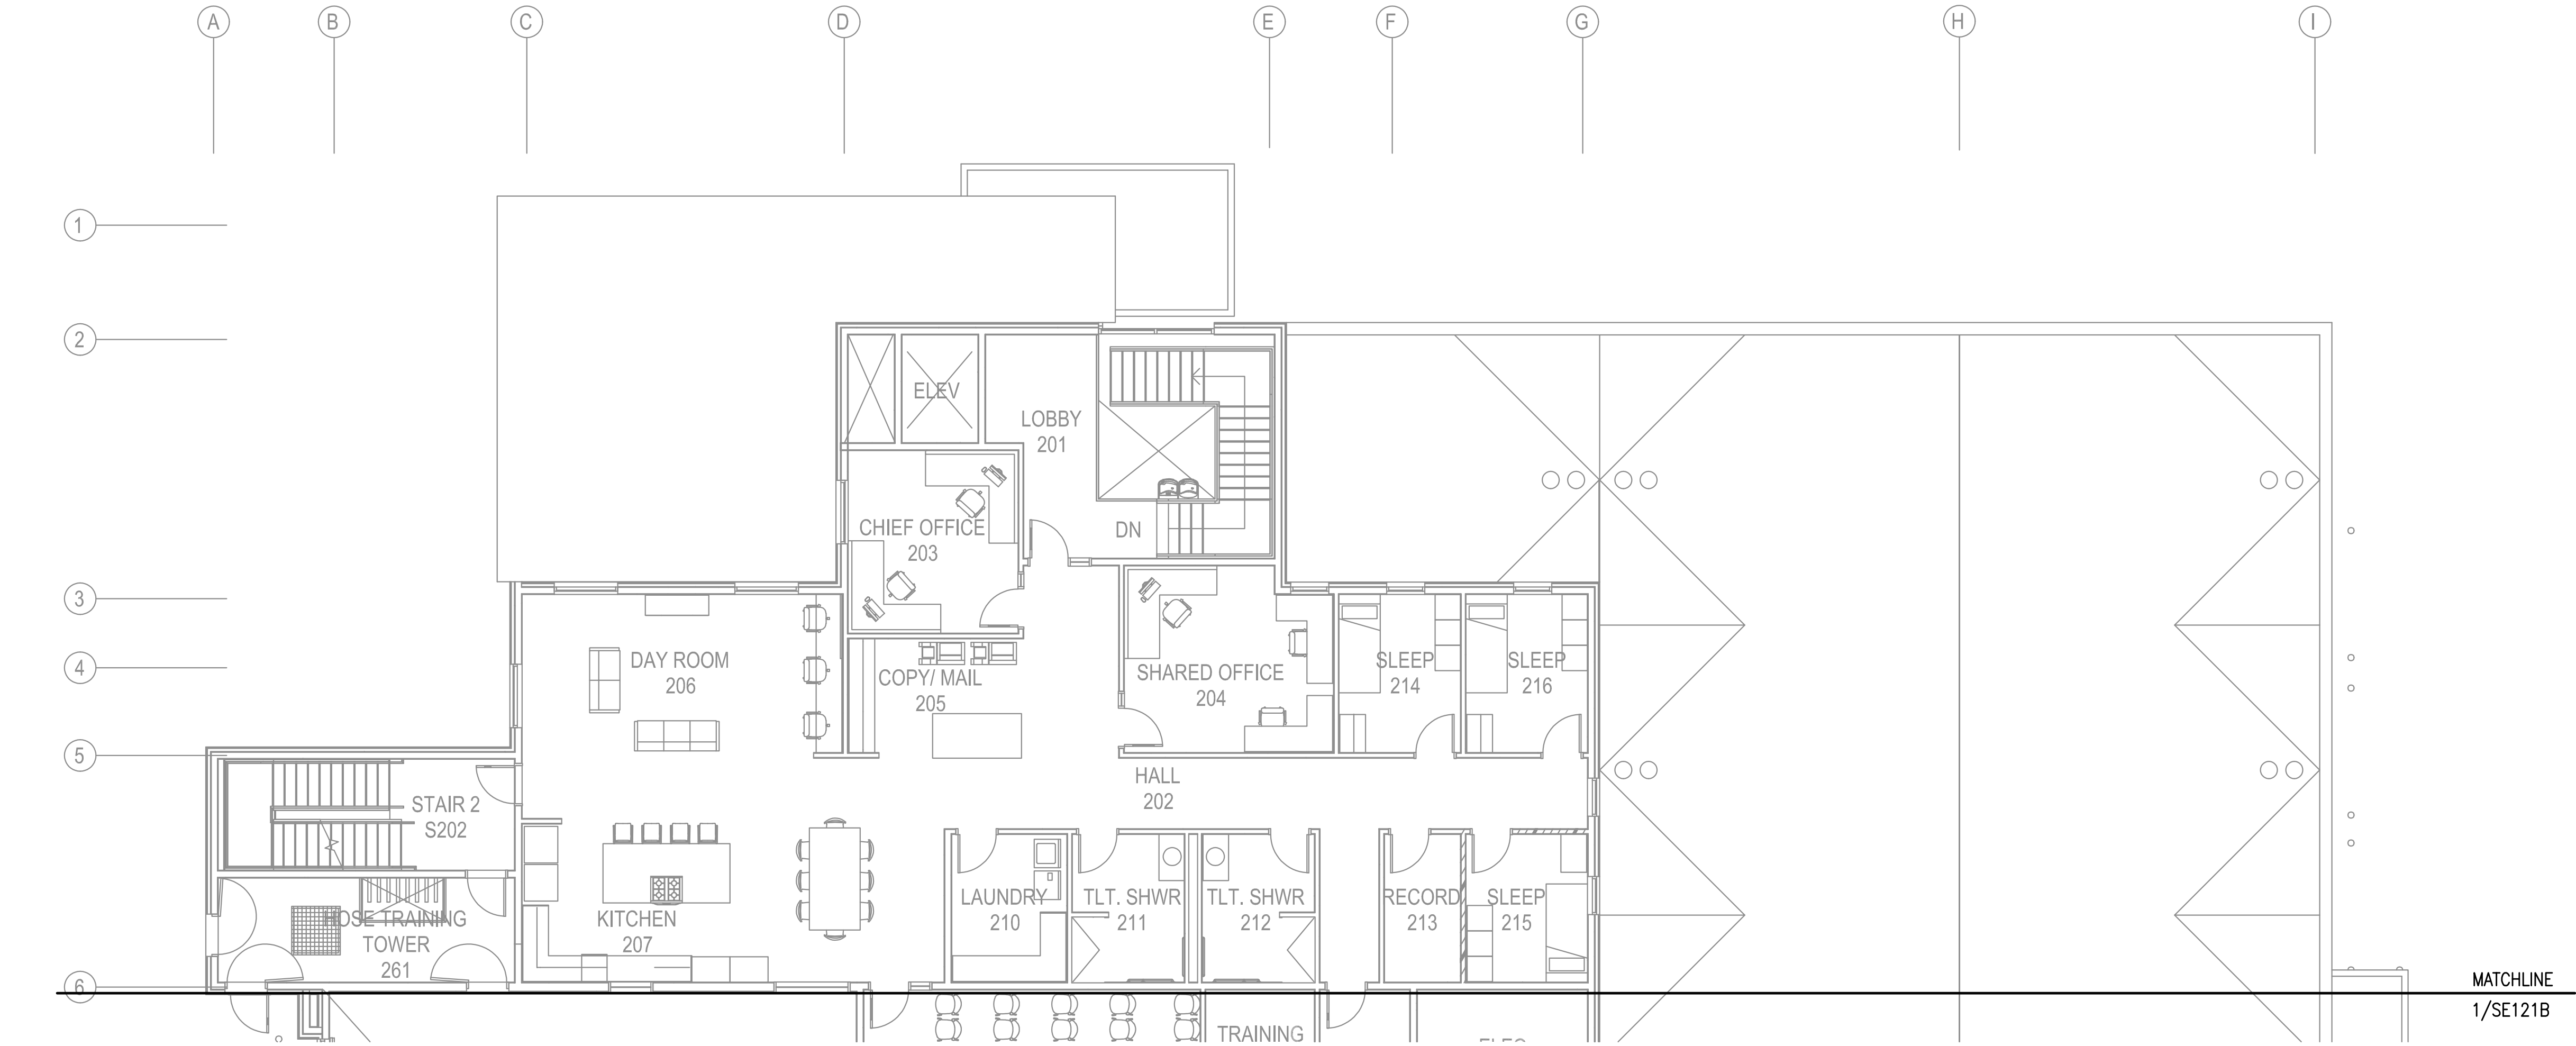 A
B
C
D
E
F
G
H
I
1
2
ELEV
LOBBY
201
CHIEF OFFICE
203
DN
3
4
DAY ROOM
206
COPY/ MAIL
205
SHARED OFFICE
204
SLEEP
214
SLEEP
216
5
HALL
202
STAIR 2
S202
HOSE TRAINING
TOWER
261
KITCHEN
207
LAUNDRY
210
TLT. SHWR
211
TLT. SHWR
212
RECORD
213
SLEEP
215
6
MATCHLINE
1/SE121B
TRAINING